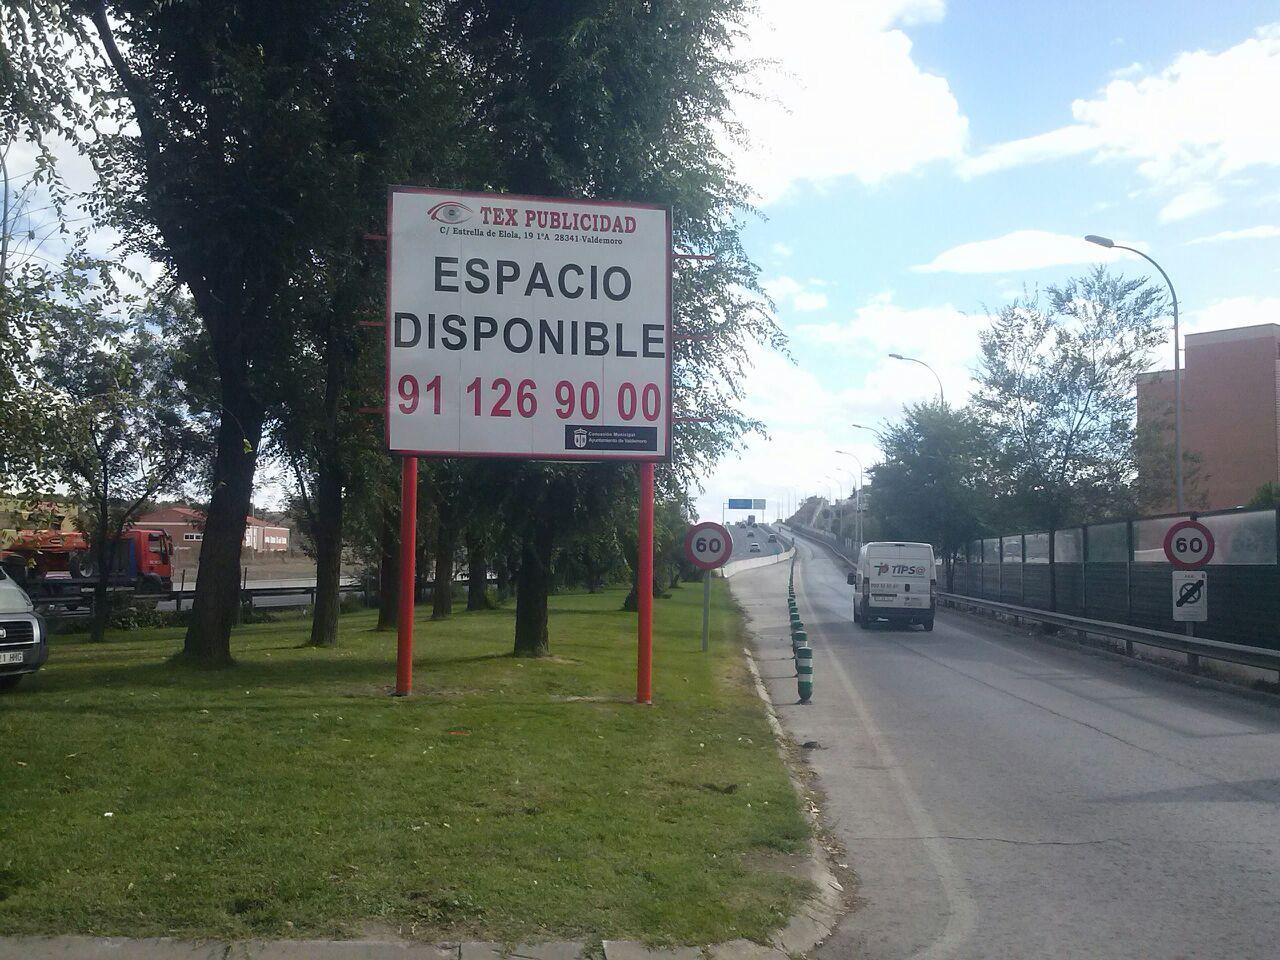 TEX PUBLICIDAD
C/ Estrella de Elola, 19 1ºA 28341 Valdemoro
ESPACIO
DISPONIBLE
91 126 90 00
Concesión Municipal
Ayuntamiento de Valdemoro
60
60
TIPS@